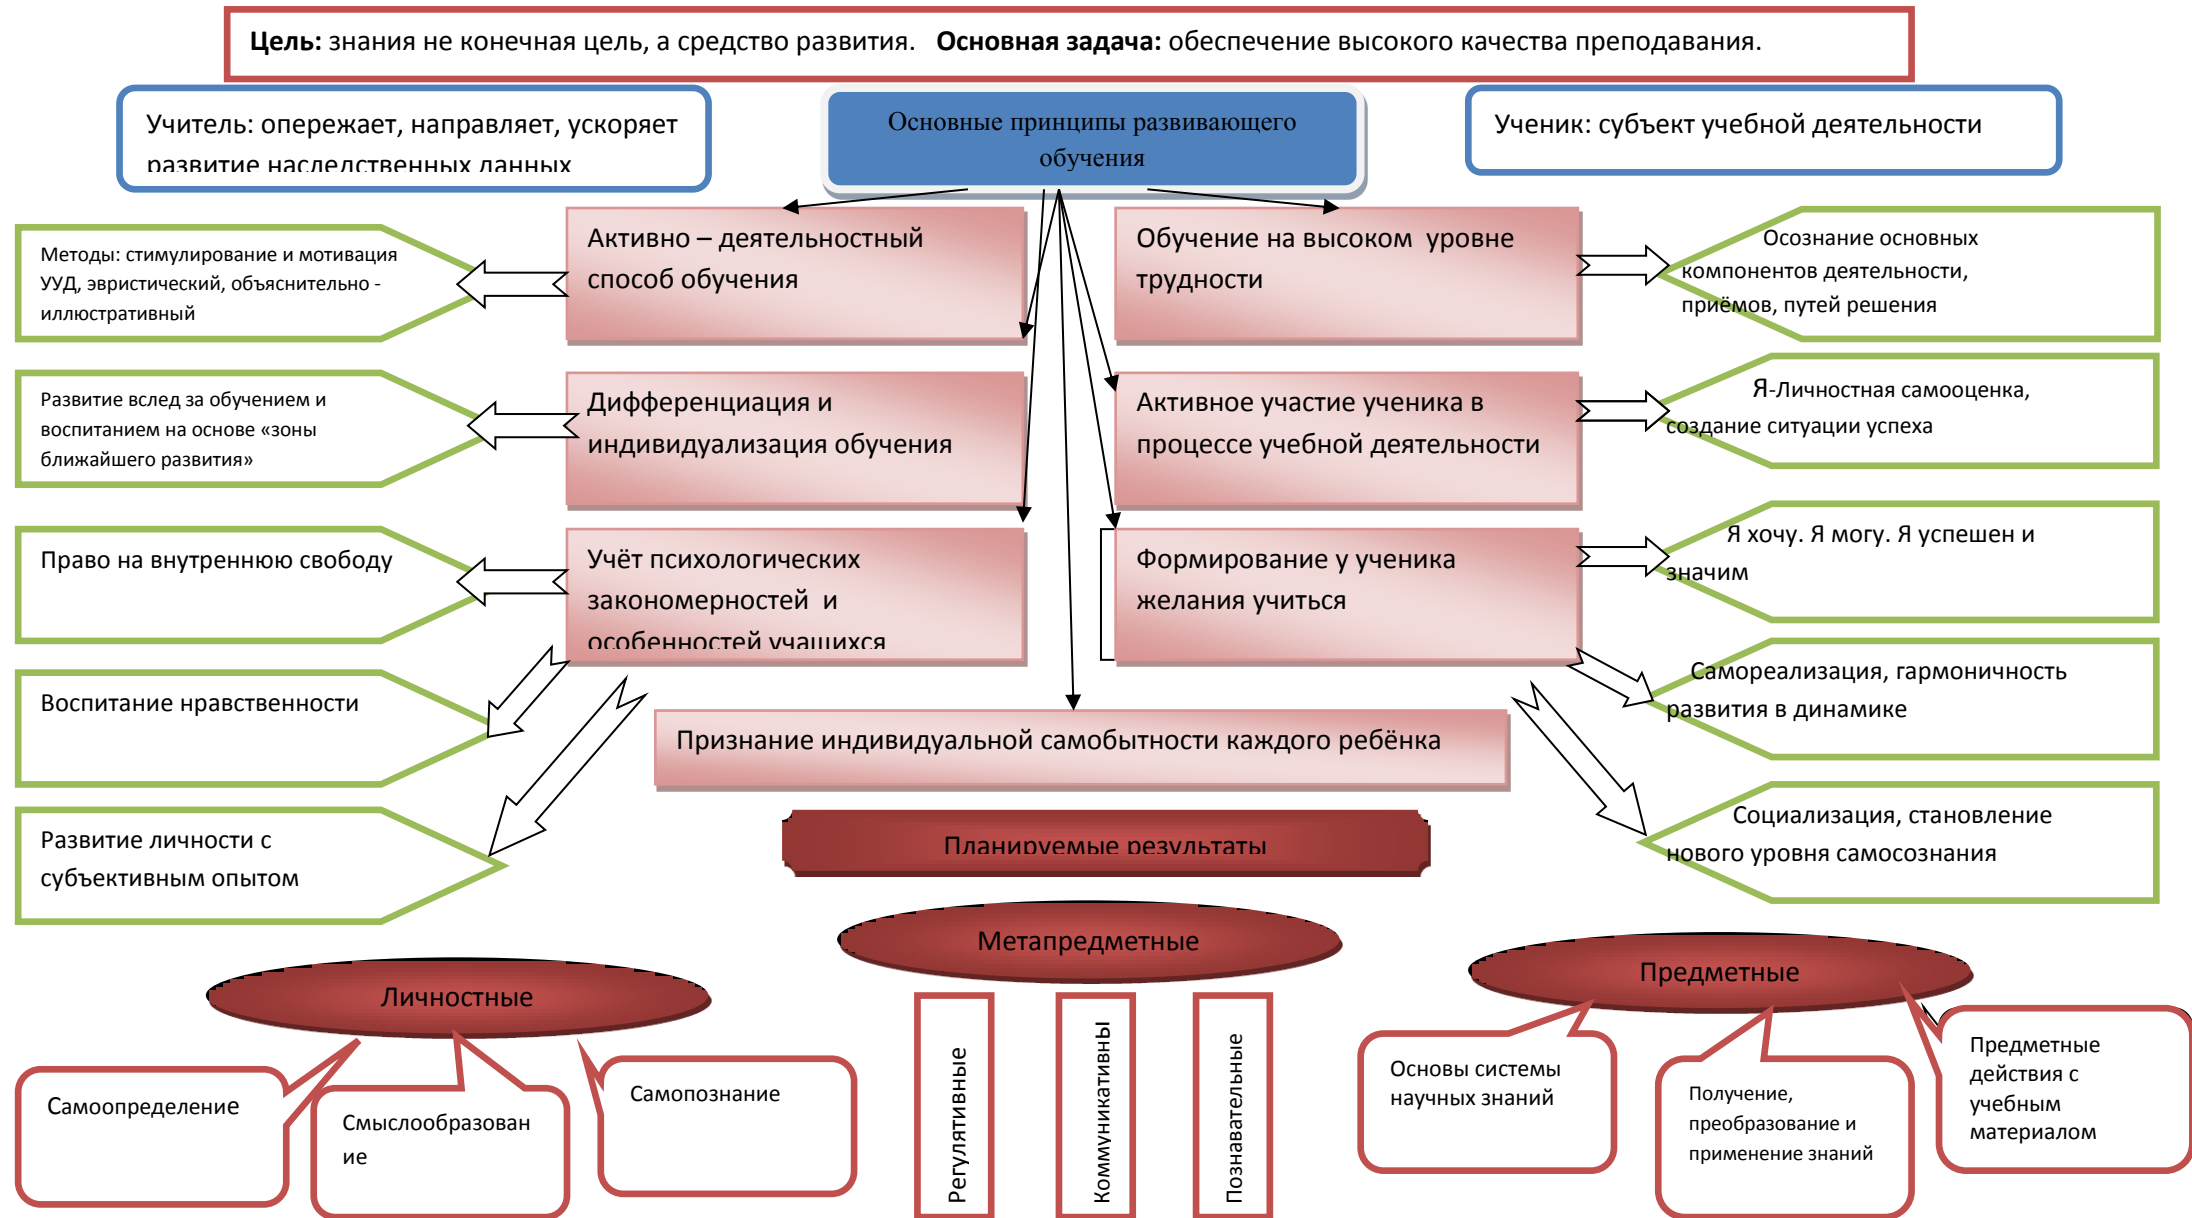 Цель: знания не конечная цель, а средство развития. Основная задача: обеспечение высокого качества преподавания.
Учитель: опережает, направляет, ускоряет
развитие наследственных данных
Основные принципы развивающего
обучения
Ученик: субъект учебной деятельности
Методы: стимулирование и мотивация
УУД, эвристический, объяснительно -
иллюстративный
Активно – деятельностный
способ обучения
Обучение на высоком уровне
трудности
Осознание основных
компонентов деятельности,
приёмов, путей решения
Развитие вслед за обучением и
воспитанием на основе «зоны
ближайшего развития»
Дифференциация и
индивидуализация обучения
Активное участие ученика в
процессе учебной деятельности
Я-Личностная самооценка,
создание ситуации успеха
Право на внутреннюю свободу
Учёт психологических
закономерностей и
особенностей учащихся
Формирование у ученика
желания учиться
Я хочу. Я могу. Я успешен и
значим
Воспитание нравственности
Самореализация, гармоничность
развития в динамике
Признание индивидуальной самобытности каждого ребёнка
Развитие личности с
субъективным опытом
Социализация, становление
нового уровня самосознания
Планируемые результаты
Метапредметные
Личностные
Предметные
Самоопределение
Смыслообразован
ие
Самопознание
Регулятивные
Коммуникативны
Познавательные
Основы системы
научных знаний
Получение,
преобразование и
применение знаний
Предметные
действия с
учебным
материалом